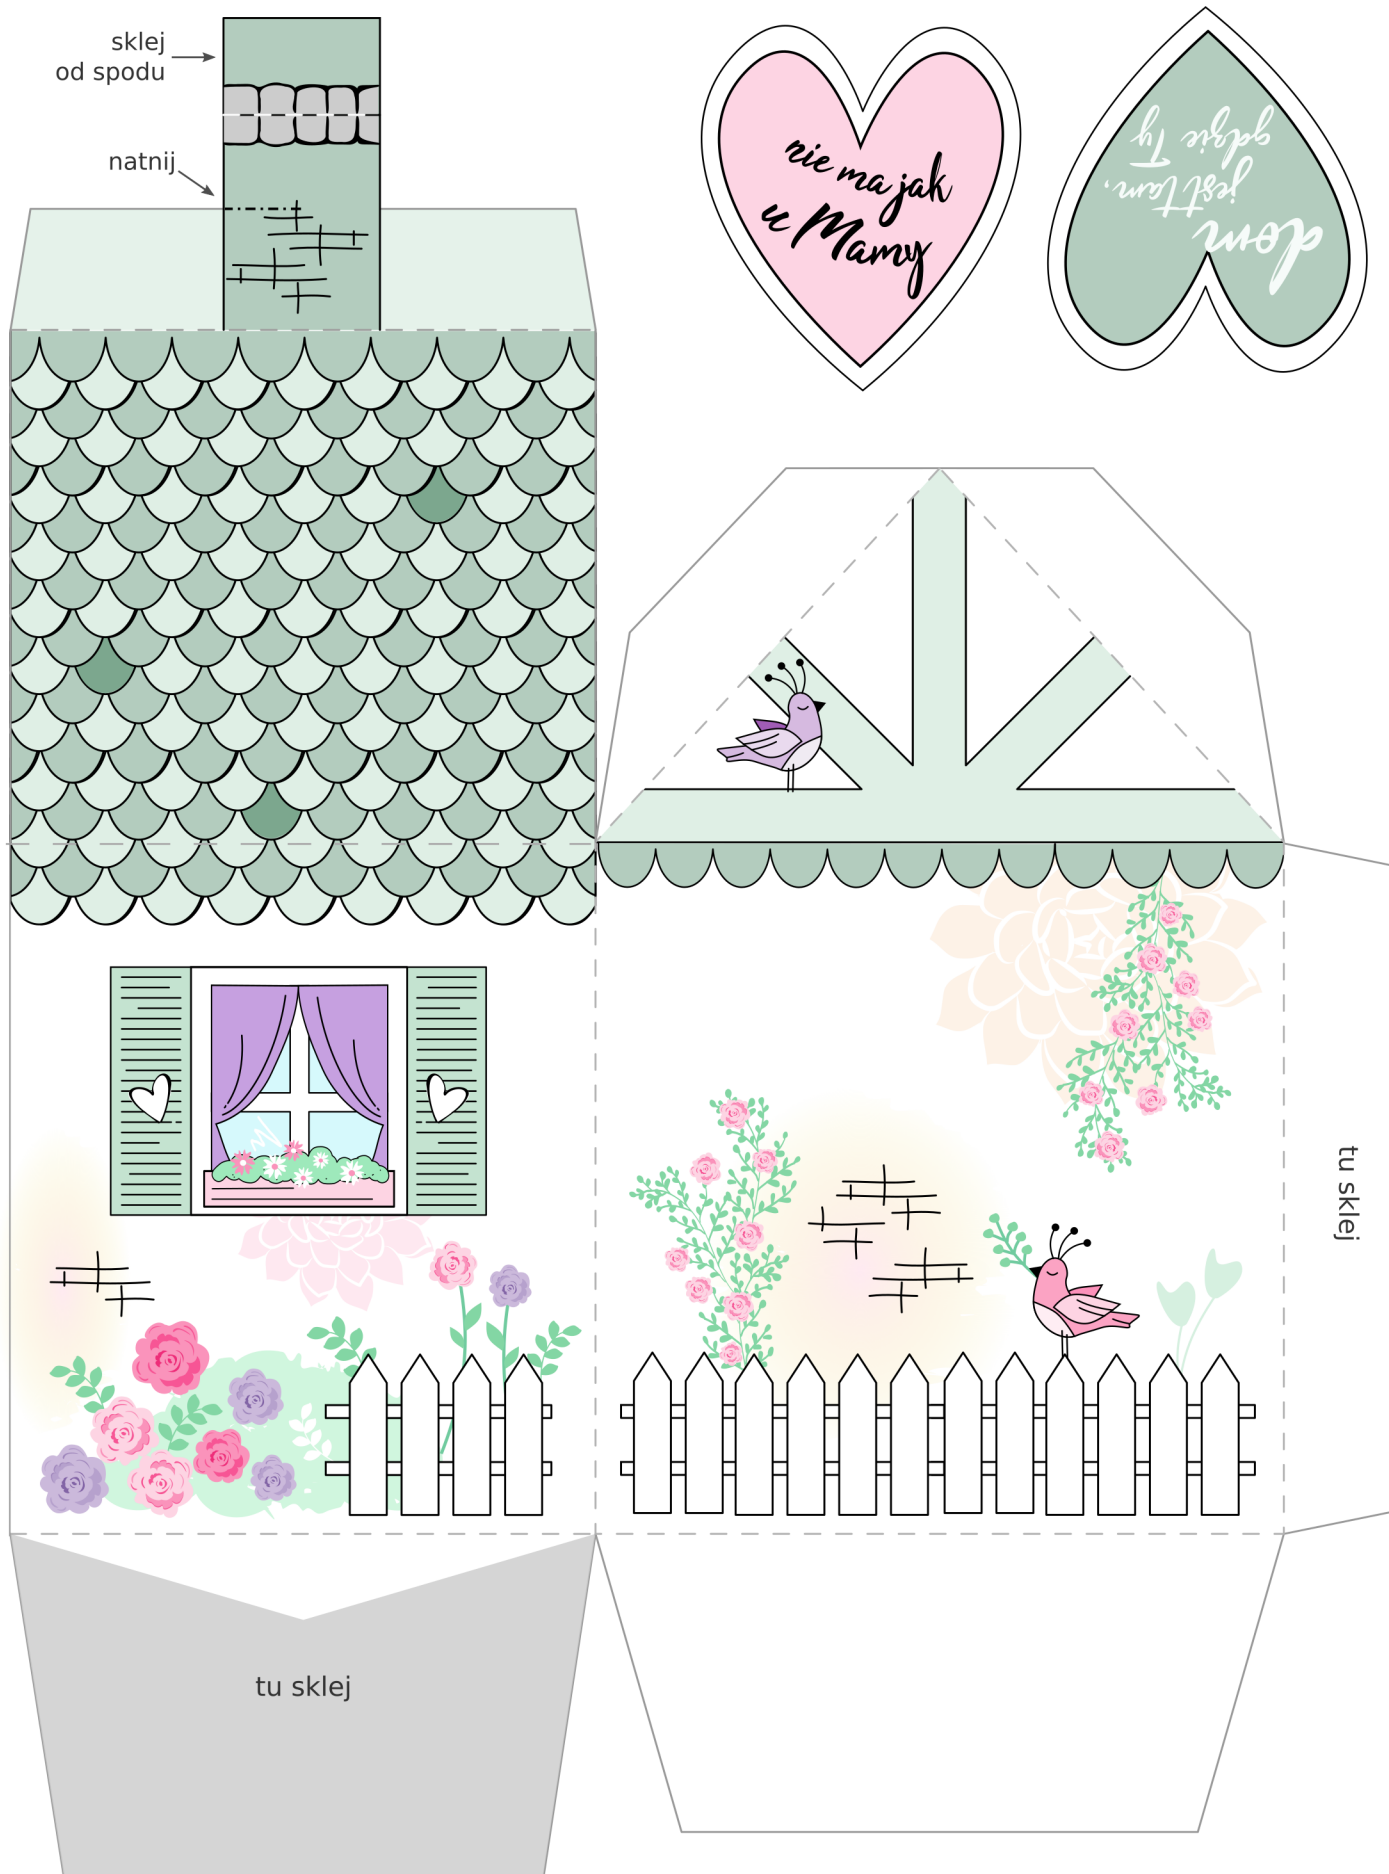 sklej
od spodu
natnij
nie ma jak
u Mamy
dom
jest tam,
gdzie Ty
tu sklej
tu sklej